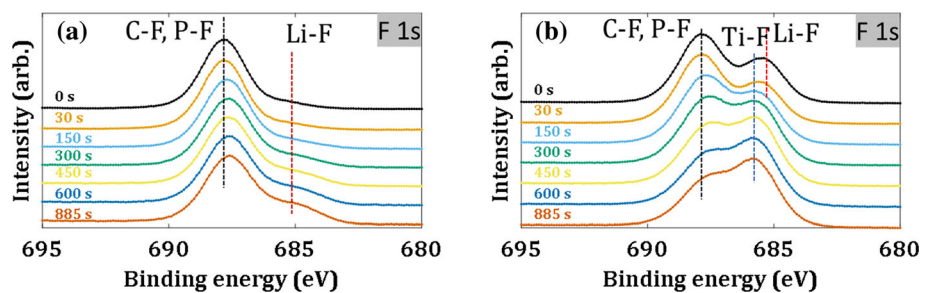 (a) C-F, P-F Li-F F 1s
Intensity (arb.)
0 s
30 s
150 s
300 s
450 s
600 s
885 s
695 690 685 680
Binding energy (eV)
(b) C-F, P-F Ti-F Li-F F 1s
Intensity (arb.)
0 s
30 s
150 s
300 s
450 s
600 s
885 s
695 690 685 680
Binding energy (eV)